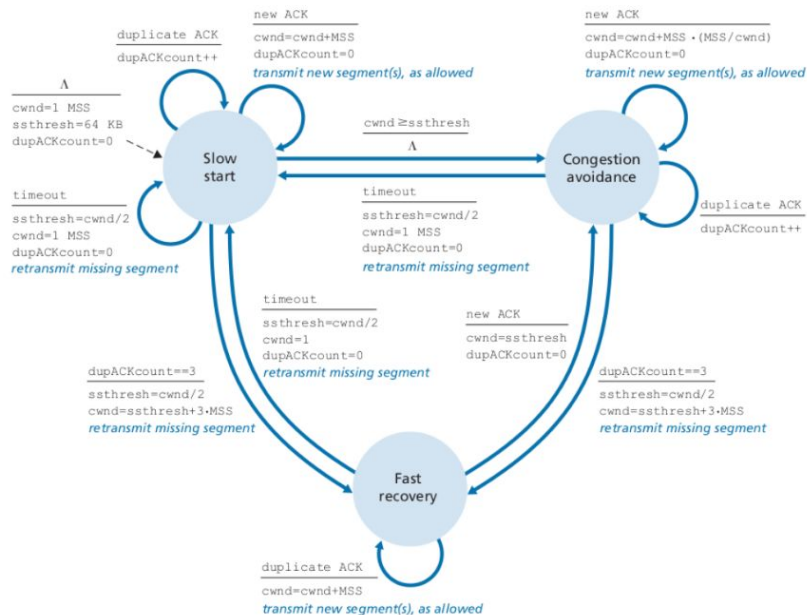 new ACK
cwnd=cwnd+MSS
dupACKcount=0
transmit new segment(s), as allowed
new ACK
cwnd=cwnd+MSS ·(MSS/cwnd)
dupACKcount=0
transmit new segment(s), as allowed
duplicate ACK
dupACKcount++
Λ
cwnd=1 MSS
ssthresh=64 KB
dupACKcount=0
Slow
start
cwnd≥ssthresh
Λ
Congestion
avoidance
timeout
ssthresh=cwnd/2
cwnd=1 MSS
dupACKcount=0
retransmit missing segment
timeout
ssthresh=cwnd/2
cwnd=1 MSS
dupACKcount=0
retransmit missing segment
duplicate ACK
dupACKcount++
timeout
ssthresh=cwnd/2
cwnd=1
dupACKcount=0
retransmit missing segment
new ACK
cwnd=ssthresh
dupACKcount=0
dupACKcount==3
ssthresh=cwnd/2
cwnd=ssthresh+3·MSS
retransmit missing segment
dupACKcount==3
ssthresh=cwnd/2
cwnd=ssthresh+3·MSS
retransmit missing segment
Fast
recovery
duplicate ACK
cwnd=cwnd+MSS
transmit new segment(s), as allowed